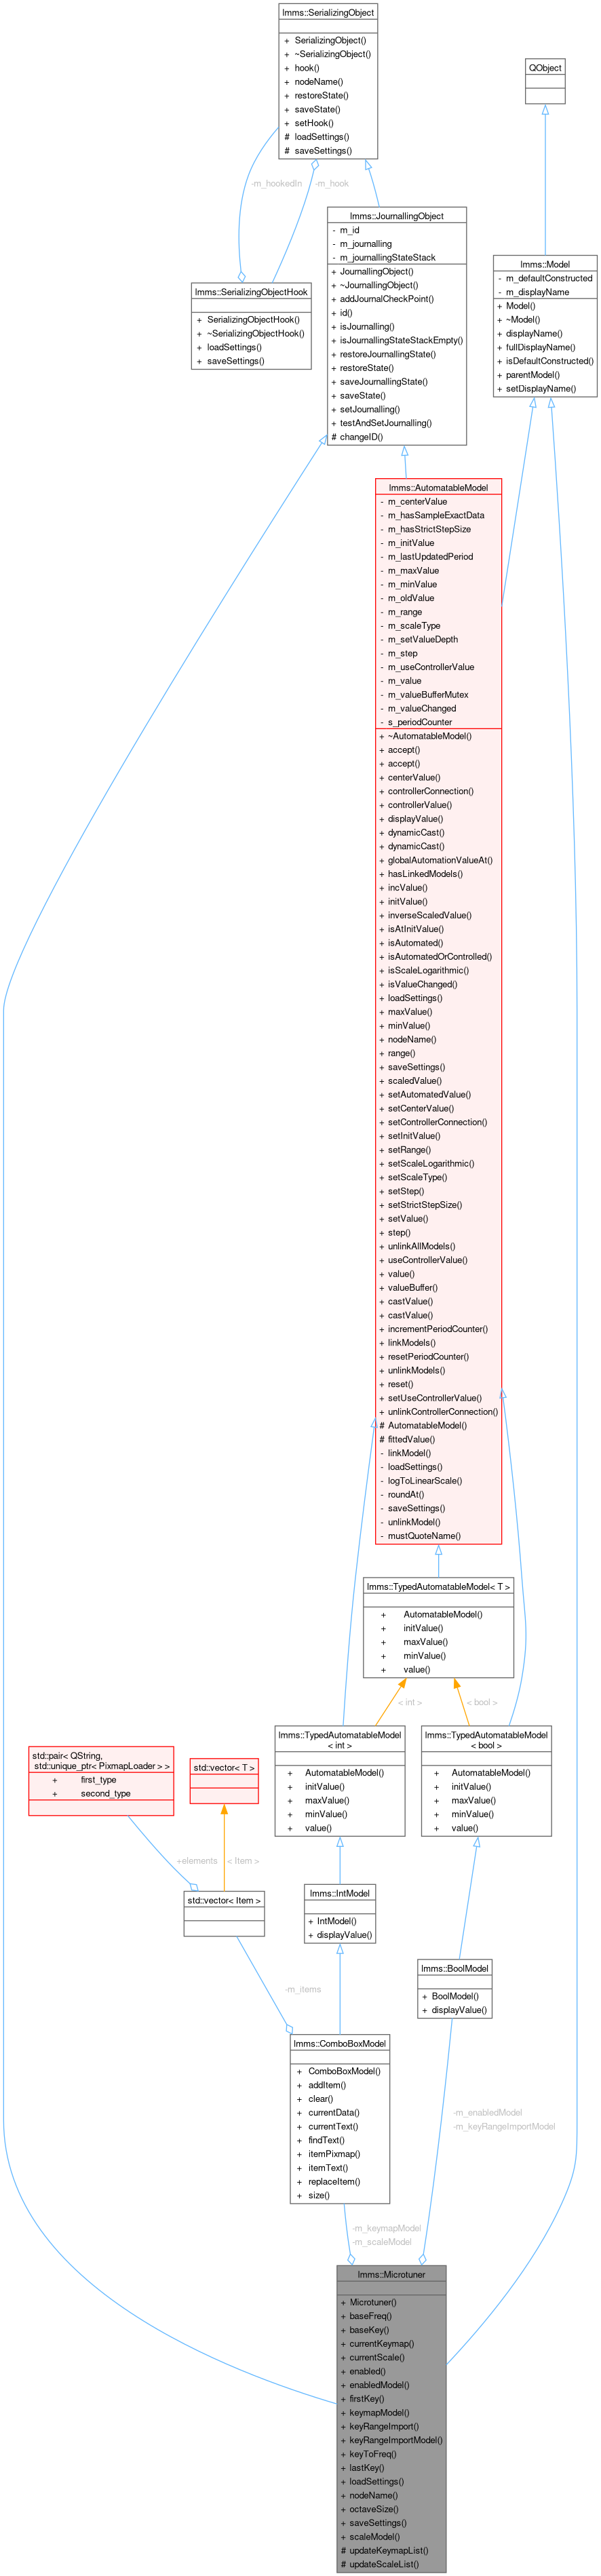 lmms::SerializingObject
+ SerializingObject()
+ ~SerializingObject()
+ hook()
+ nodeName()
+ restoreState()
+ saveState()
+ setHook()
# loadSettings()
# saveSettings()
QObject
-m_hookedIn
-m_hook
lmms::JournallingObject
- m_id
- m_journalling
- m_journallingStateStack
+ JournallingObject()
+ ~JournallingObject()
+ addJournalCheckPoint()
+ id()
+ isJournalling()
+ isJournallingStateStackEmpty()
+ restoreJournallingState()
+ restoreState()
+ saveJournallingState()
+ saveState()
+ setJournalling()
+ testAndSetJournalling()
# changeID()
lmms::Model
- m_defaultConstructed
- m_displayName
+ Model()
+ ~Model()
+ displayName()
+ fullDisplayName()
+ isDefaultConstructed()
+ parentModel()
+ setDisplayName()
lmms::SerializingObjectHook
+ SerializingObjectHook()
+ ~SerializingObjectHook()
+ loadSettings()
+ saveSettings()
lmms::AutomatableModel
- m_centerValue
- m_hasSampleExactData
- m_hasStrictStepSize
- m_initValue
- m_lastUpdatedPeriod
- m_maxValue
- m_minValue
- m_oldValue
- m_range
- m_scaleType
- m_setValueDepth
- m_step
- m_useControllerValue
- m_value
- m_valueBufferMutex
- m_valueChanged
- s_periodCounter
+ ~AutomatableModel()
+ accept()
+ accept()
+ centerValue()
+ controllerConnection()
+ controllerValue()
+ displayValue()
+ dynamicCast()
+ dynamicCast()
+ globalAutomationValueAt()
+ hasLinkedModels()
+ incValue()
+ initValue()
+ inverseScaledValue()
+ isAtInitValue()
+ isAutomated()
+ isAutomatedOrControlled()
+ isScaleLogarithmic()
+ isValueChanged()
+ loadSettings()
+ maxValue()
+ minValue()
+ nodeName()
+ range()
+ saveSettings()
+ scaledValue()
+ setAutomatedValue()
+ setCenterValue()
+ setControllerConnection()
+ setInitValue()
+ setRange()
+ setScaleLogarithmic()
+ setScaleType()
+ setStep()
+ setStrictStepSize()
+ setValue()
+ step()
+ unlinkAllModels()
+ useControllerValue()
+ value()
+ valueBuffer()
+ castValue()
+ castValue()
+ incrementPeriodCounter()
+ linkModels()
+ resetPeriodCounter()
+ unlinkModels()
+ reset()
+ setUseControllerValue()
+ unlinkControllerConnection()
# AutomatableModel()
# fittedValue()
- linkModel()
- loadSettings()
- logToLinearScale()
- roundAt()
- saveSettings()
- unlinkModel()
- mustQuoteName()
lmms::TypedAutomatableModel< T >
+ AutomatableModel()
+ initValue()
+ maxValue()
+ minValue()
+ value()
< int >
< bool >
lmms::TypedAutomatableModel
< int >
+ AutomatableModel()
+ initValue()
+ maxValue()
+ minValue()
+ value()
lmms::TypedAutomatableModel
< bool >
+ AutomatableModel()
+ initValue()
+ maxValue()
+ minValue()
+ value()
std::pair< QString,
std::unique_ptr< PixmapLoader > >
+ first_type
+ second_type
std::vector< T >
+elements
< Item >
std::vector< Item >
lmms::IntModel
+ IntModel()
+ displayValue()
lmms::BoolModel
+ BoolModel()
+ displayValue()
-m_items
lmms::ComboBoxModel
+ ComboBoxModel()
+ addItem()
+ clear()
+ currentData()
+ currentText()
+ findText()
+ itemPixmap()
+ itemText()
+ replaceItem()
+ size()
-m_enabledModel
-m_keyRangeImportModel
-m_keymapModel
-m_scaleModel
lmms::Microtuner
+ Microtuner()
+ baseFreq()
+ baseKey()
+ currentKeymap()
+ currentScale()
+ enabled()
+ enabledModel()
+ firstKey()
+ keymapModel()
+ keyRangeImport()
+ keyRangeImportModel()
+ keyToFreq()
+ lastKey()
+ loadSettings()
+ nodeName()
+ octaveSize()
+ saveSettings()
+ scaleModel()
# updateKeymapList()
# updateScaleList()